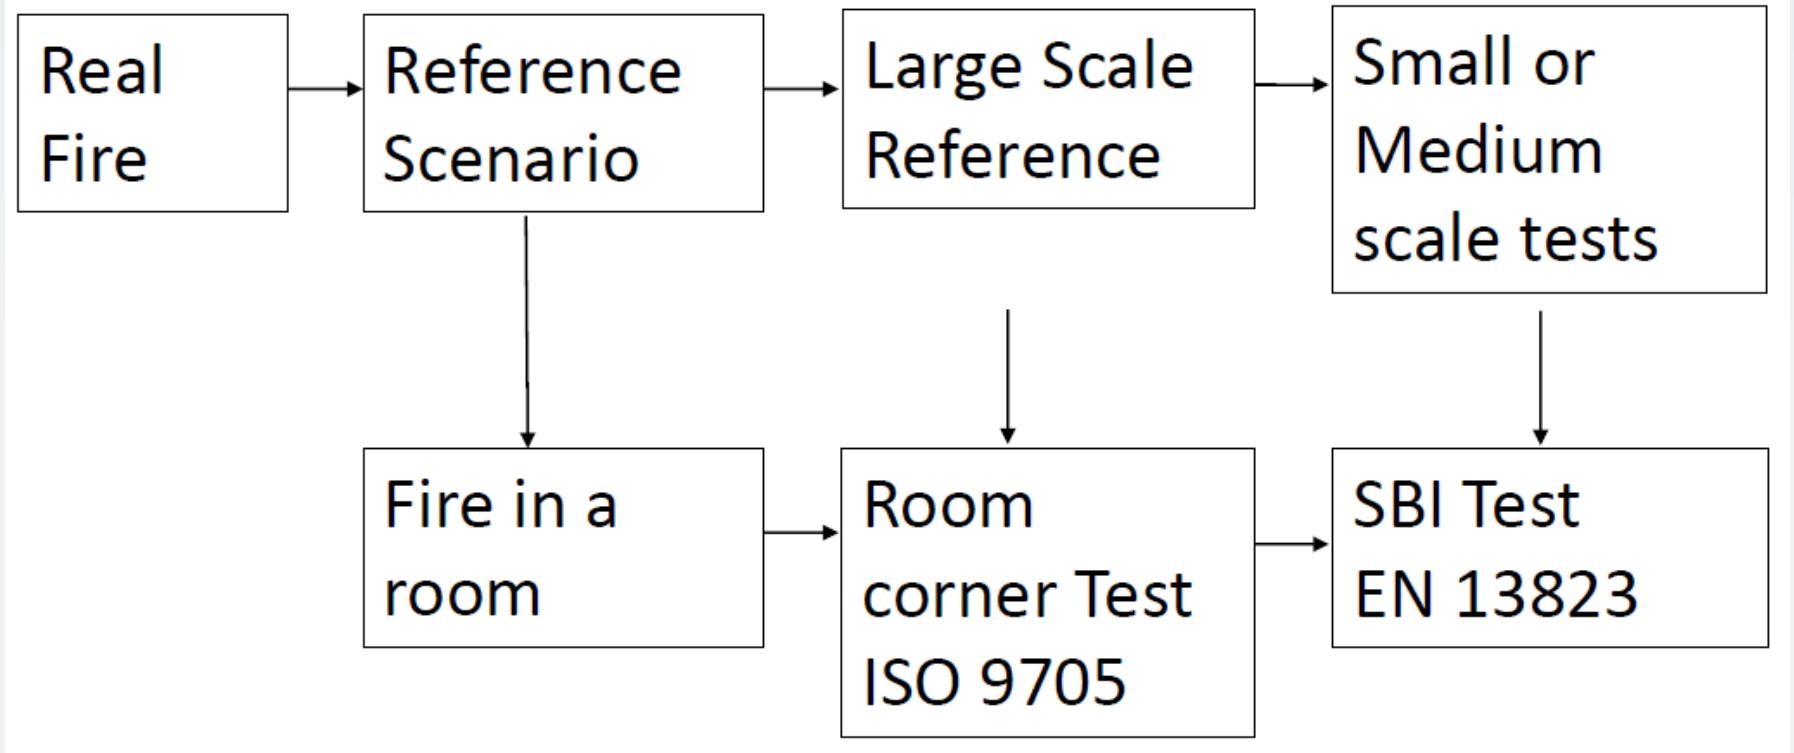 Real
Fire
Reference
Scenario
Large Scale
Reference
Small or
Medium
scale tests
Fire in a
room
Room
corner Test
ISO 9705
SBI Test
EN 13823